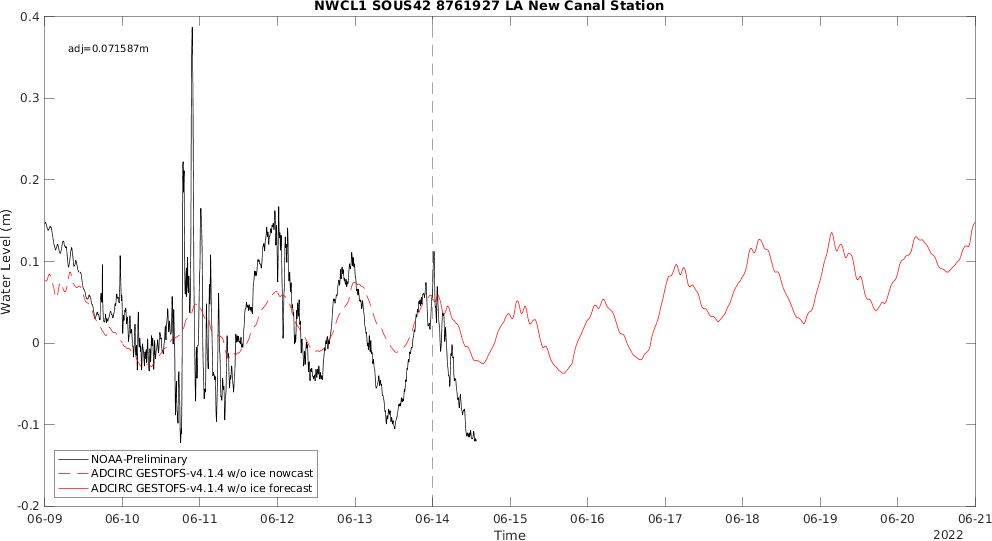 NWCL1 SOUS42 8761927 LA New Canal Station
adj=0.071587m
Water Level (m)
0.4
0.3
0.2
0.1
0
-0.1
-0.2
NOAA-Preliminary
ADCIRC GESTOFS-v4.1.4 w/o ice nowcast
ADCIRC GESTOFS-v4.1.4 w/o ice forecast
06-09 06-10 06-11 06-12 06-13 06-14 06-15 06-16 06-17 06-18 06-19 06-20 06-21
Time
2022